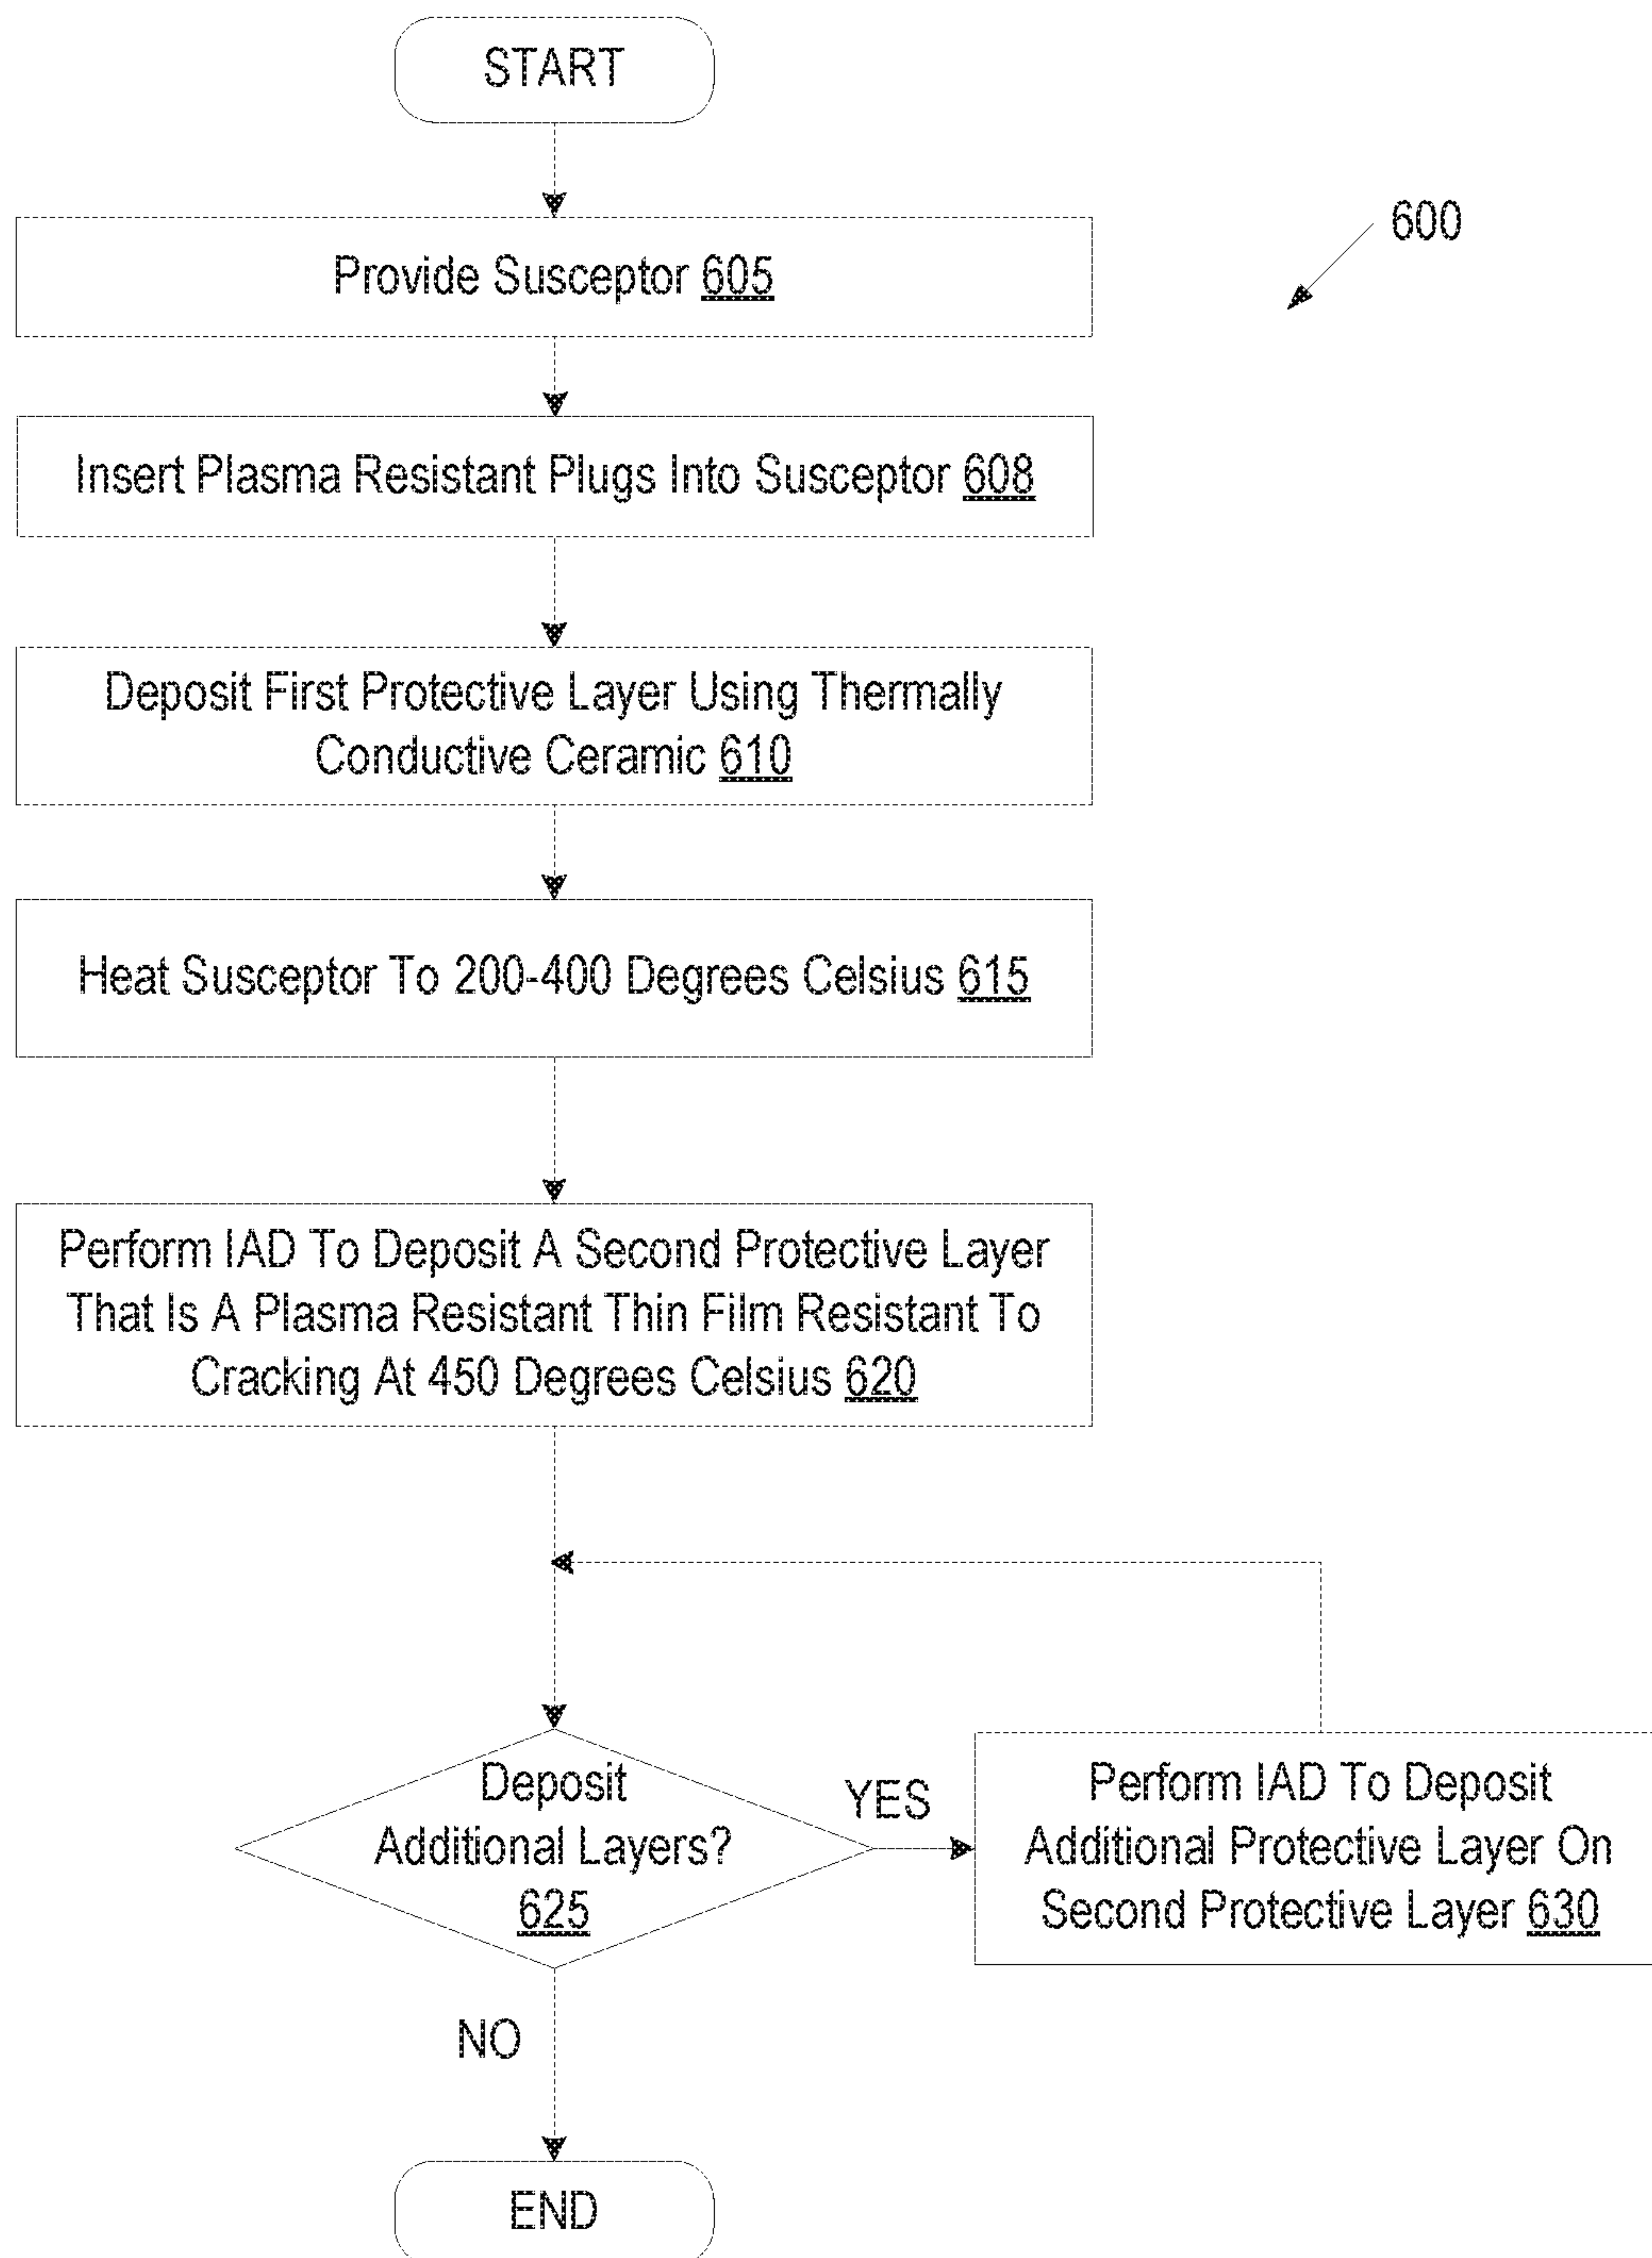 START
Provide Susceptor 605
600
Insert Plasma Resistant Plugs Into Susceptor 608
Deposit First Protective Layer Using Thermally
Conductive Ceramic 610
Heat Susceptor To 200-400 Degrees Celsius 615
Perform IAD To Deposit A Second Protective Layer
That Is A Plasma Resistant Thin Film Resistant To
Cracking At 450 Degrees Celsius 620
Deposit
Additional Layers?
625
YES
Perform IAD To Deposit
Additional Protective Layer On
Second Protective Layer 630
NO
END